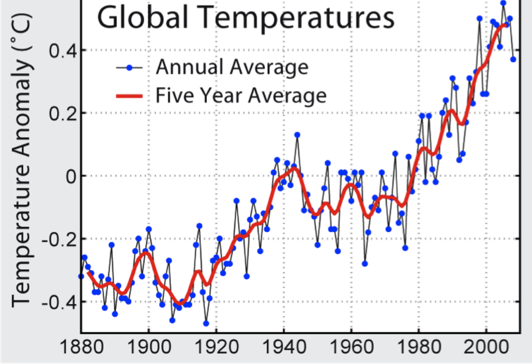 Global Temperatures
Annual Average
Five Year Average
Temperature Anomaly (°C)
0.4
0.2
0
-0.2
-0.4
1880 1900 1920 1940 1960 1980 2000